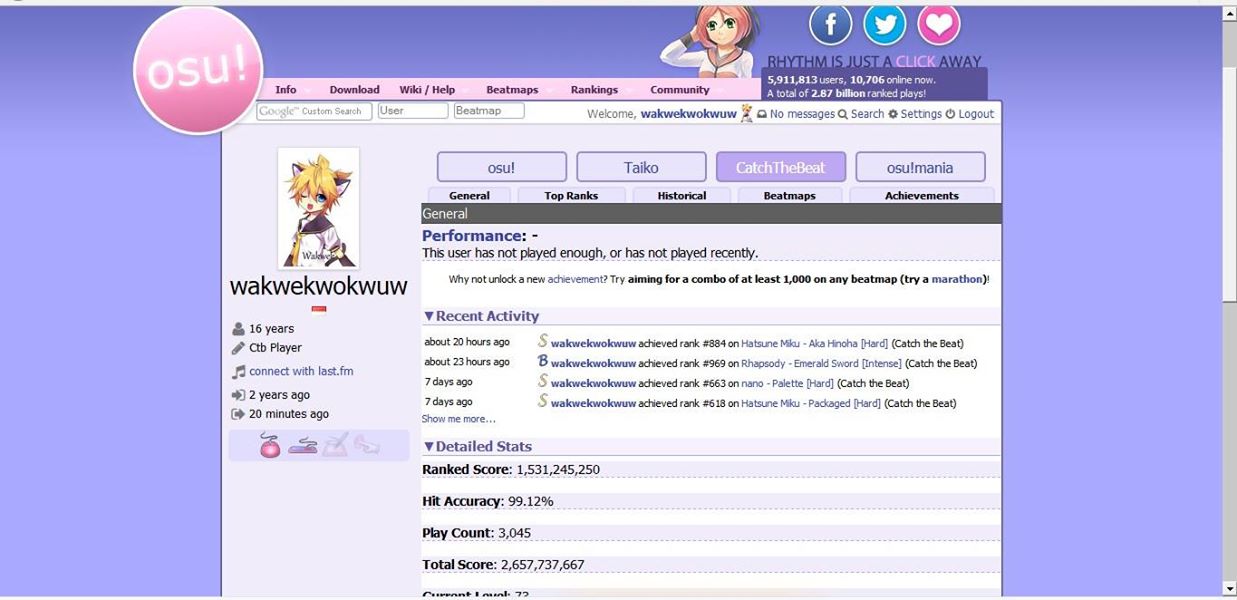 osu!
RHYTHM IS JUST A CLICK AWAY
5,911,813 users, 10,706 online now.
A total of 2.87 billion ranked plays!
Info Download Wiki / Help Beatmaps Rankings Community
Google™ Custom Search User Beatmap Welcome, wakwekwokwuw No messages Search Settings Logout
osu! Taiko CatchTheBeat osu!mania
General Top Ranks Historical Beatmaps Achievements
wakwekwokwuw
16 years
Ctb Player
connect with last.fm
2 years ago
20 minutes ago
General
Performance: -
This user has not played enough, or has not played recently.
Why not unlock a new achievement? Try aiming for a combo of at least 1,000 on any beatmap (try a marathon)!
▼Recent Activity
about 20 hours ago S wakwekwokwuw achieved rank #884 on Hatsune Miku - Aka Hinoha [Hard] (Catch the Beat)
about 23 hours ago B wakwekwokwuw achieved rank #969 on Rhapsody - Emerald Sword [Intense] (Catch the Beat)
7 days ago S wakwekwokwuw achieved rank #663 on nano - Palette [Hard] (Catch the Beat)
7 days ago S wakwekwokwuw achieved rank #618 on Hatsune Miku - Packaged [Hard] (Catch the Beat)
Show me more...
▼Detailed Stats
Ranked Score: 1,531,245,250
Hit Accuracy: 99.12%
Play Count: 3,045
Total Score: 2,657,737,667
Current Level: 73